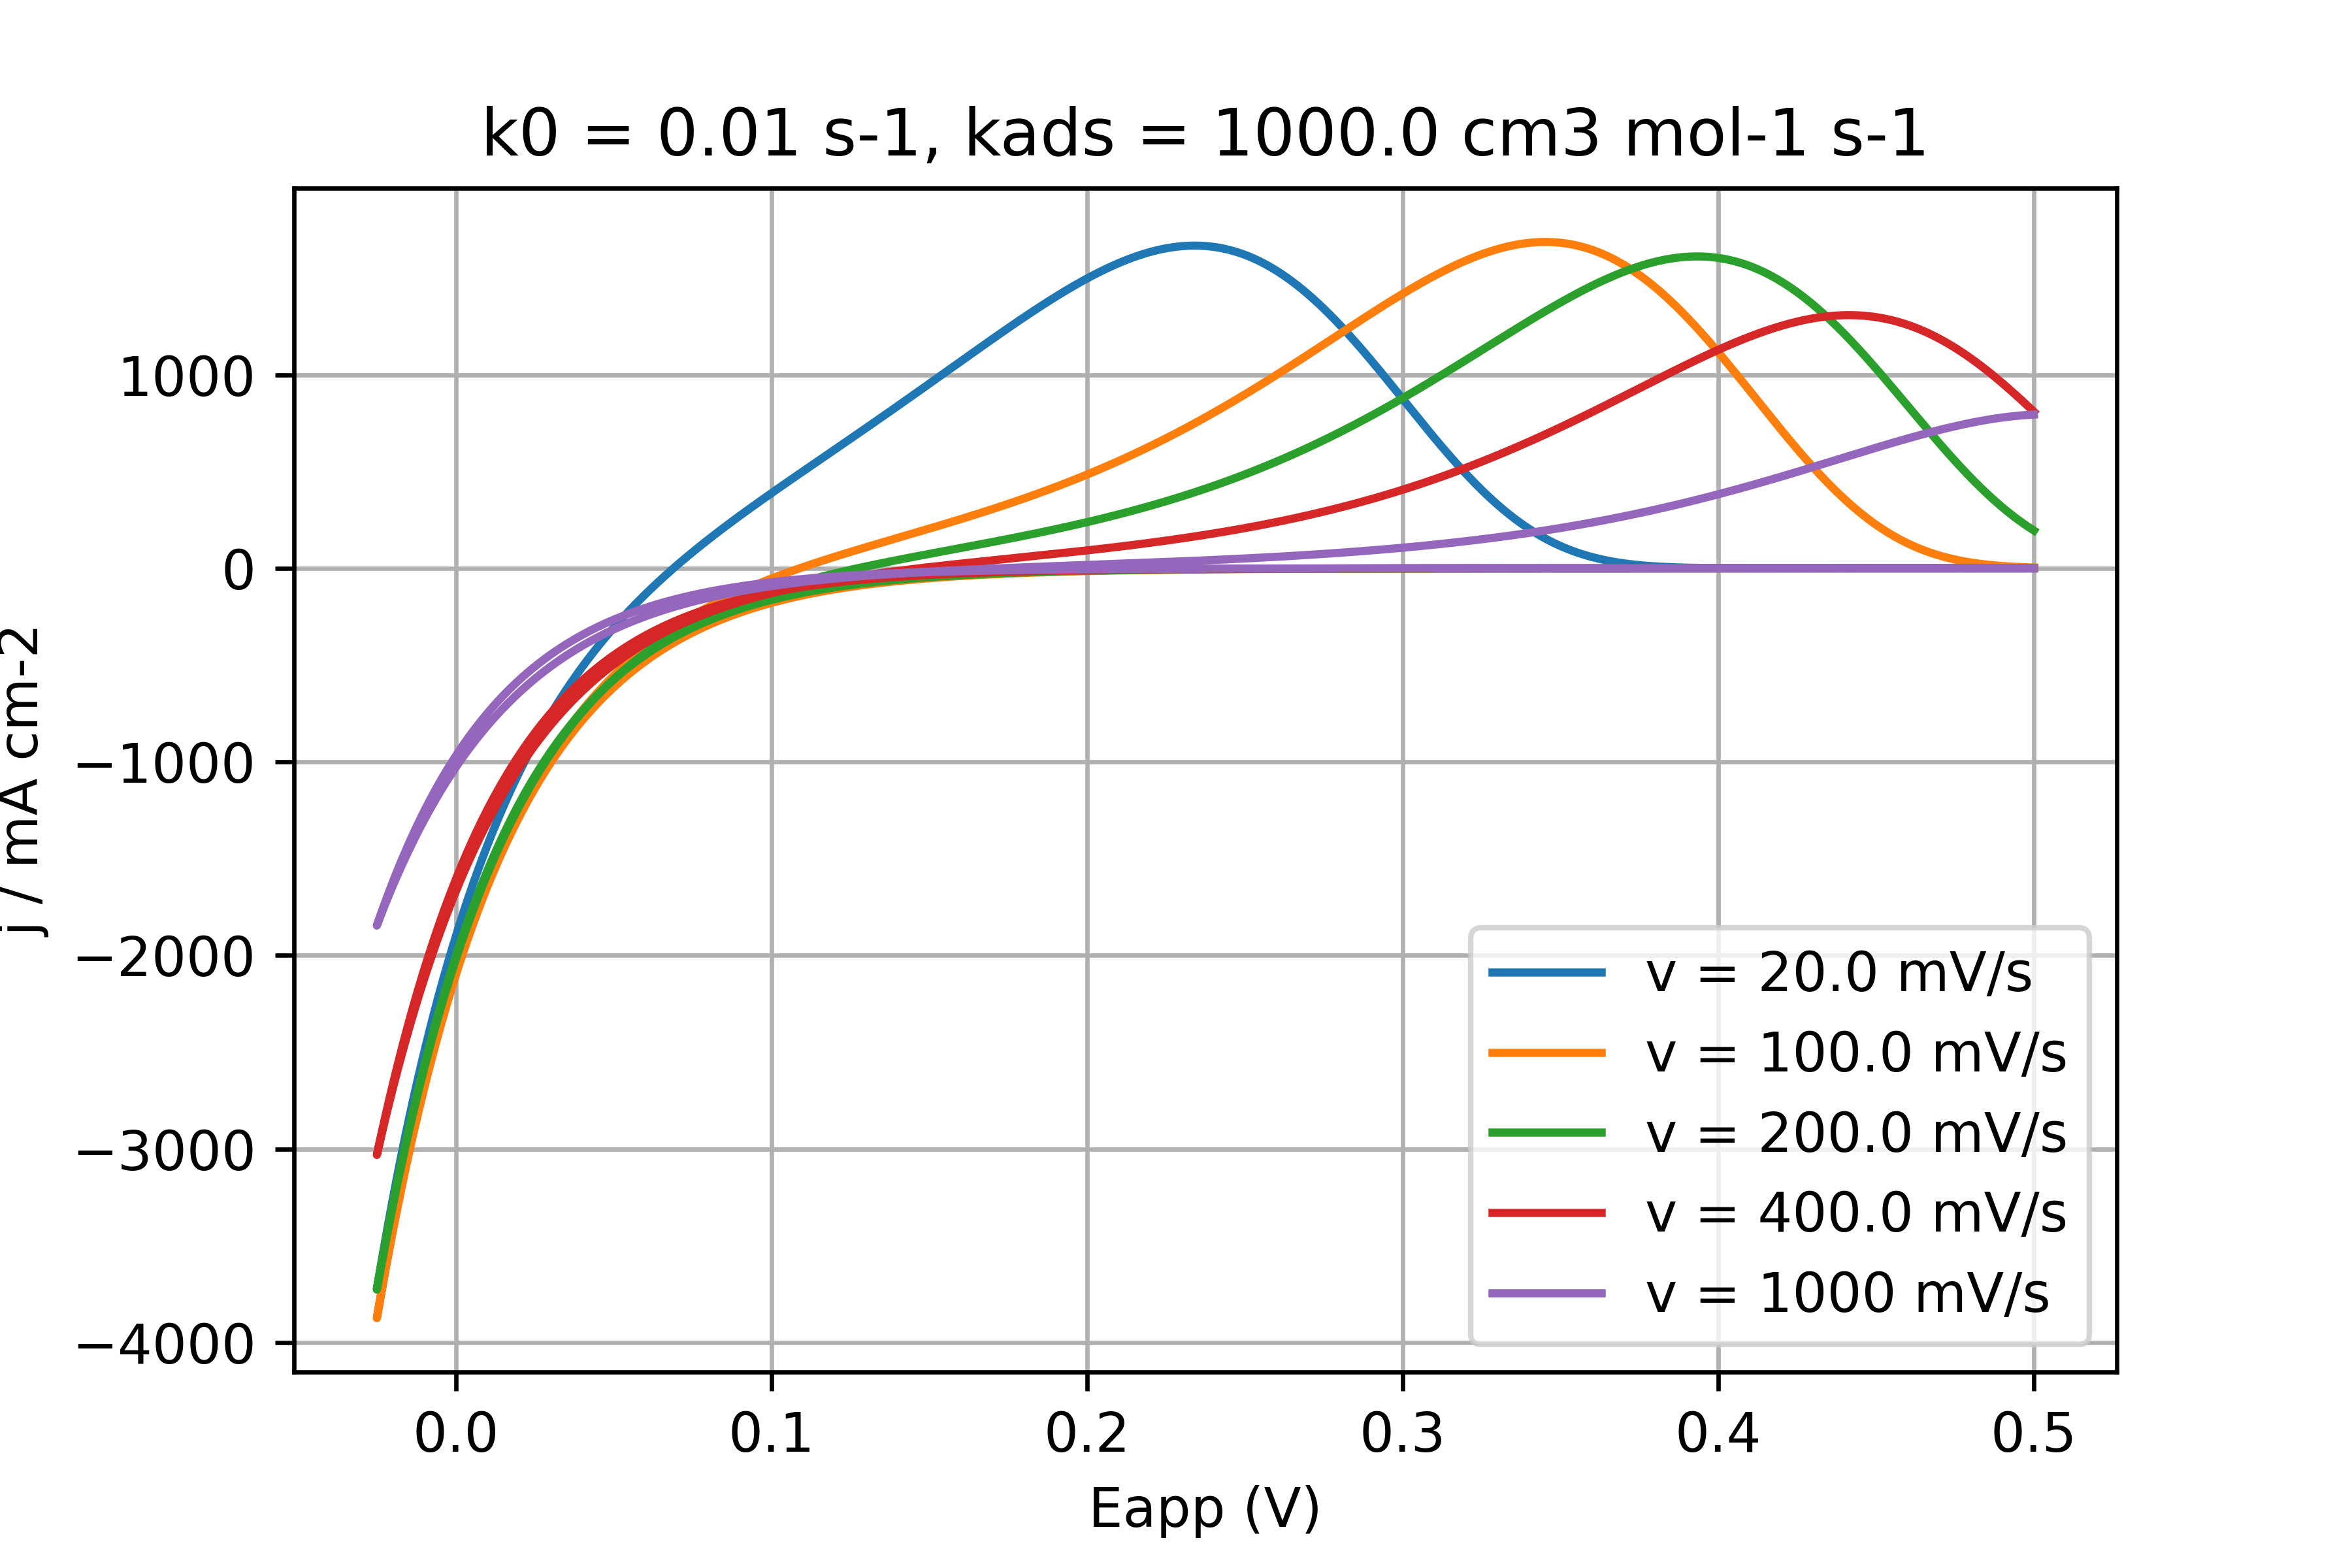 k0 = 0.01 s-1, kads = 1000.0 cm3 mol-1 s-1
j / mA cm-2
1000
0
−1000
−2000
−3000
−4000
v = 20.0 mV/s
v = 100.0 mV/s
v = 200.0 mV/s
v = 400.0 mV/s
v = 1000 mV/s
0.0 0.1 0.2 0.3 0.4 0.5
Eapp (V)